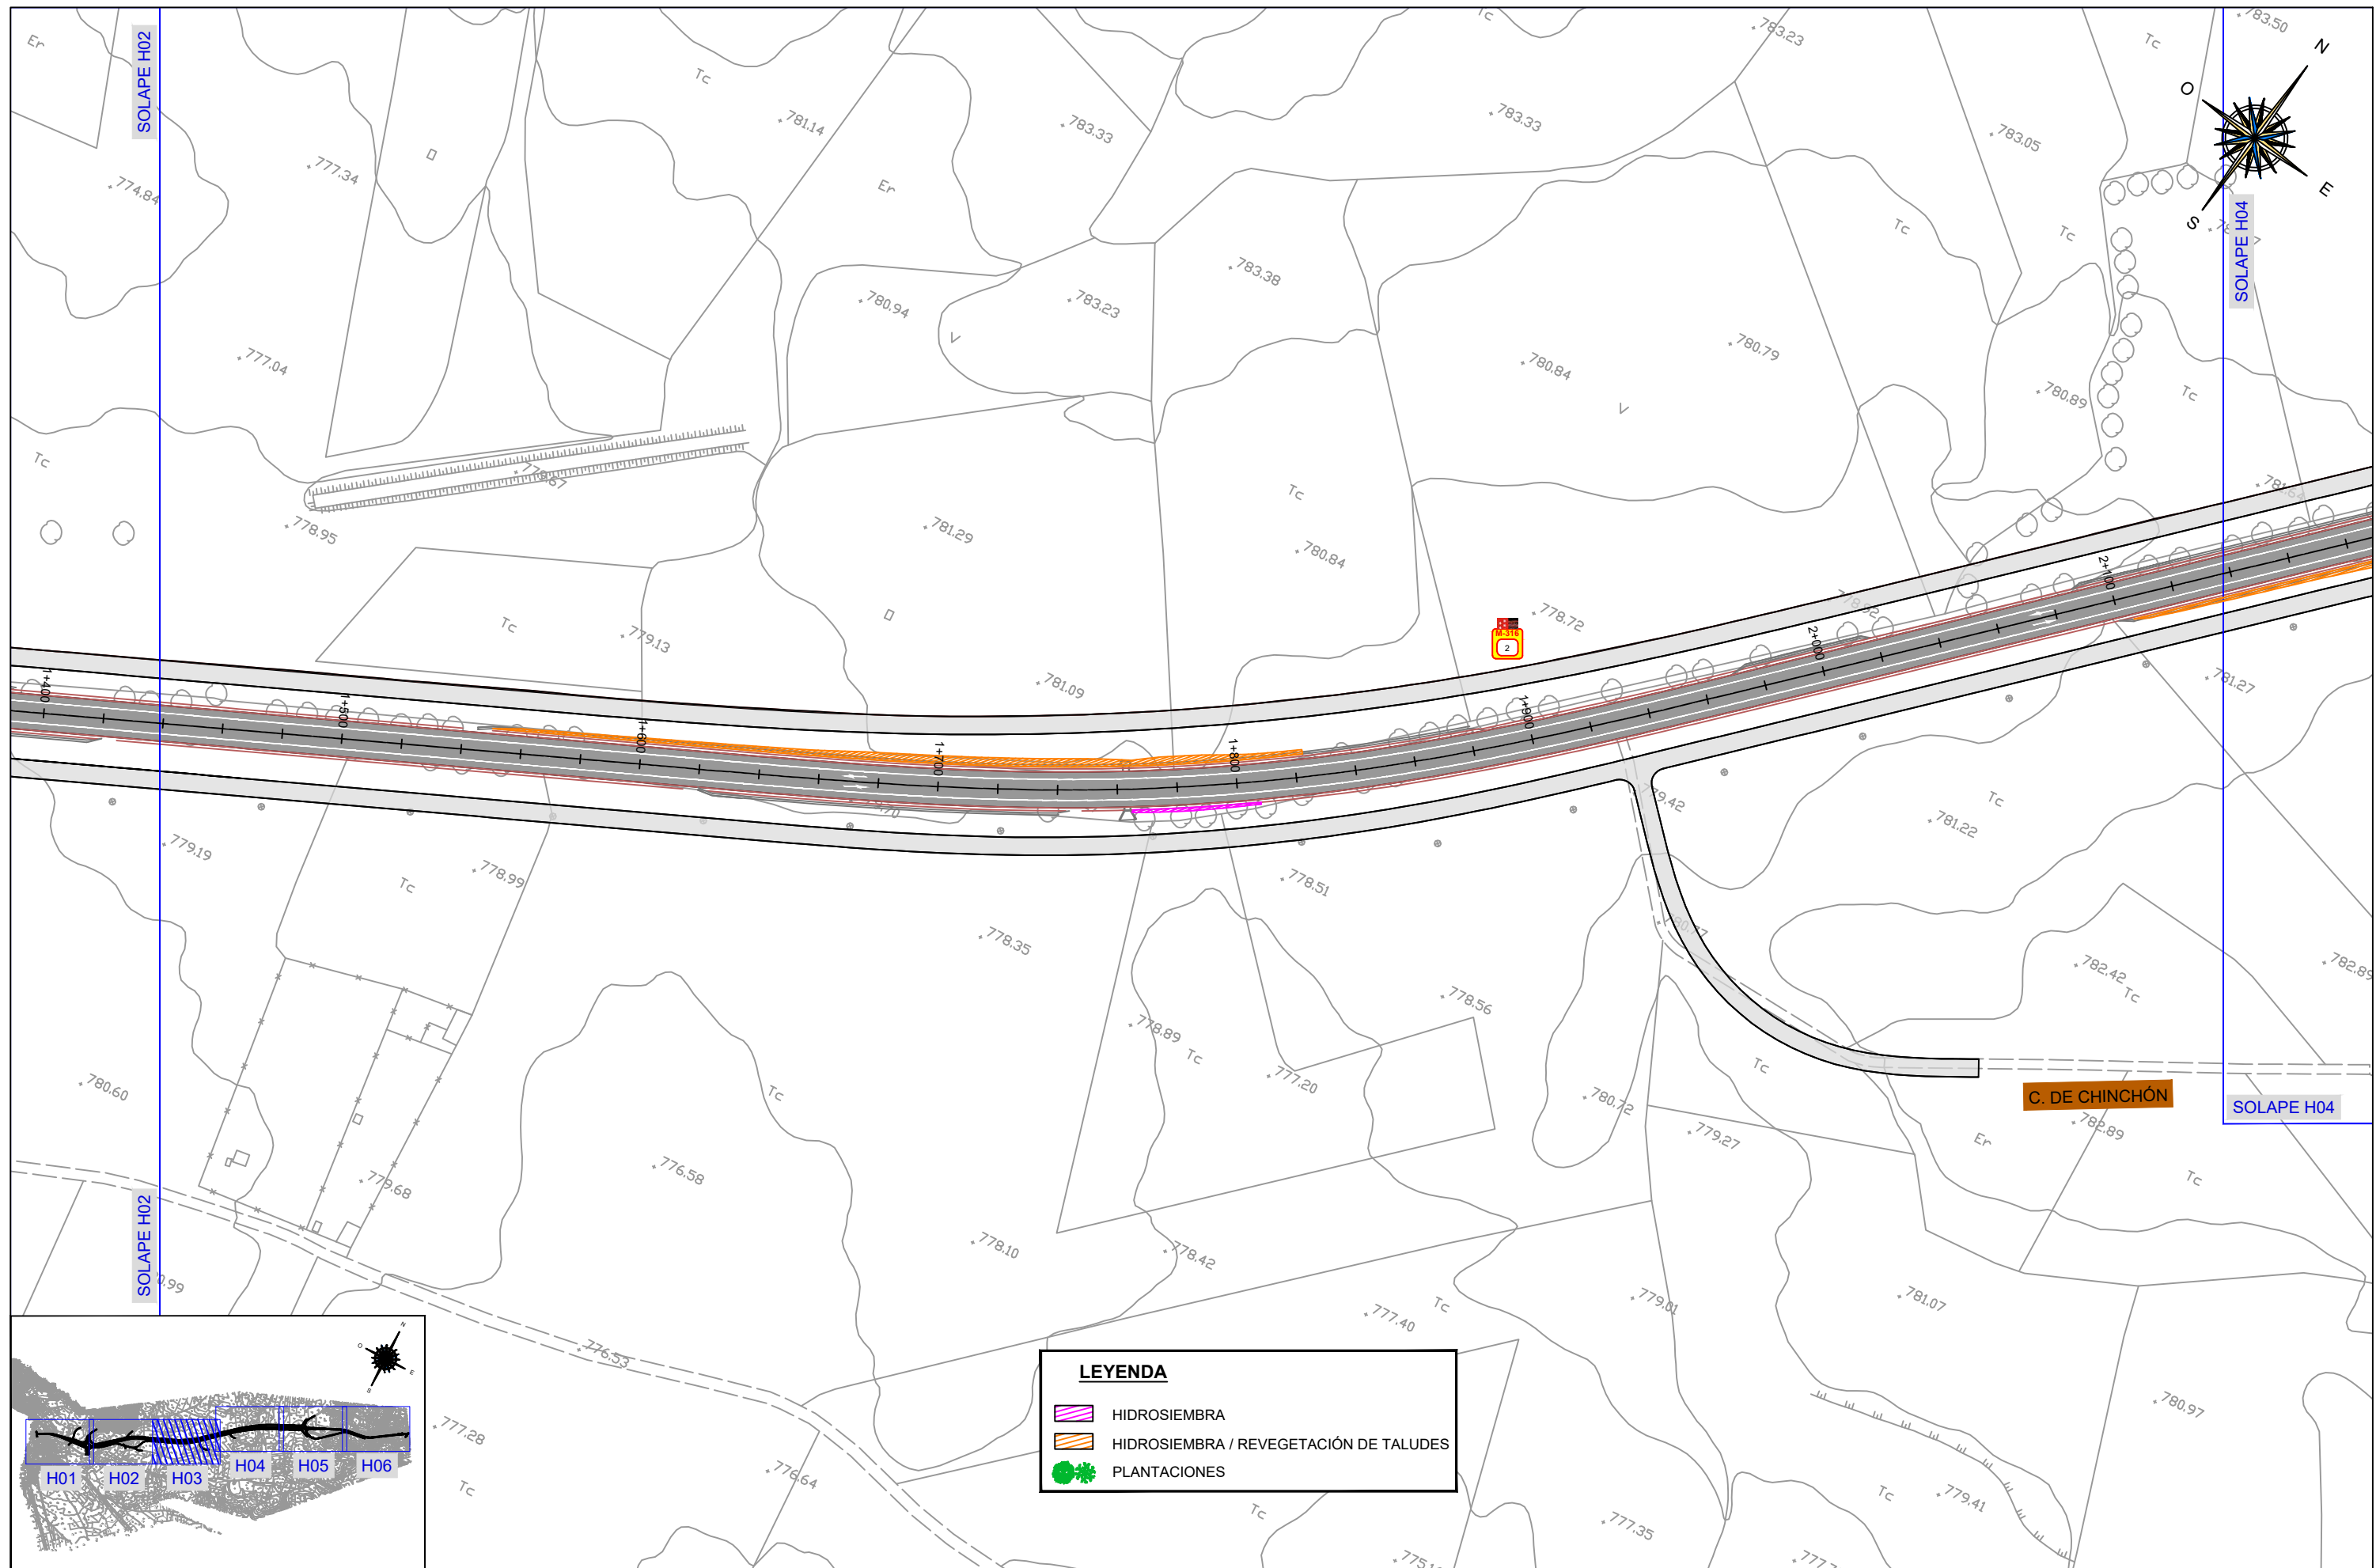 Er
SOLAPE H02
Tc
783.23
Tc
783.50
Tc
N
O
E
S
774.84
777.34
781.14
783.33
783.33
783.05
Tc
Er
Tc
Tc
SOLAPE H04
777.04
780.94
V
783.23
783.38
780.84
780.79
V
780.89
Tc
Tc
778.95
781.29
Tc
780.84
Tc
779.13
781.09
M-316
2
778.72
778.92
781.27
1+400
1+500
1+600
1+700
1+800
1+900
2+000
2+100
779.19
Tc
778.99
778.35
778.51
779.42
Tc
781.22
780.77
782.42
Tc
782.89
778.89
Tc
778.56
777.20
780.72
779.27
Tc
C. DE CHINCHÓN
SOLAPE H04
782.89
Er
Tc
780.60
Tc
776.58
779.68
SOLAPE H02
778.10
778.42
777.40
Tc
779.01
781.07
776.53
777.28
Tc
776.64
Tc
777.35
Tc
779.41
780.97
LEYENDA
HIDROSIEMBRA
HIDROSIEMBRA / REVEGETACIÓN DE TALUDES
PLANTACIONES
N
O
E
S
H01
H02
H03
H04
H05
H06